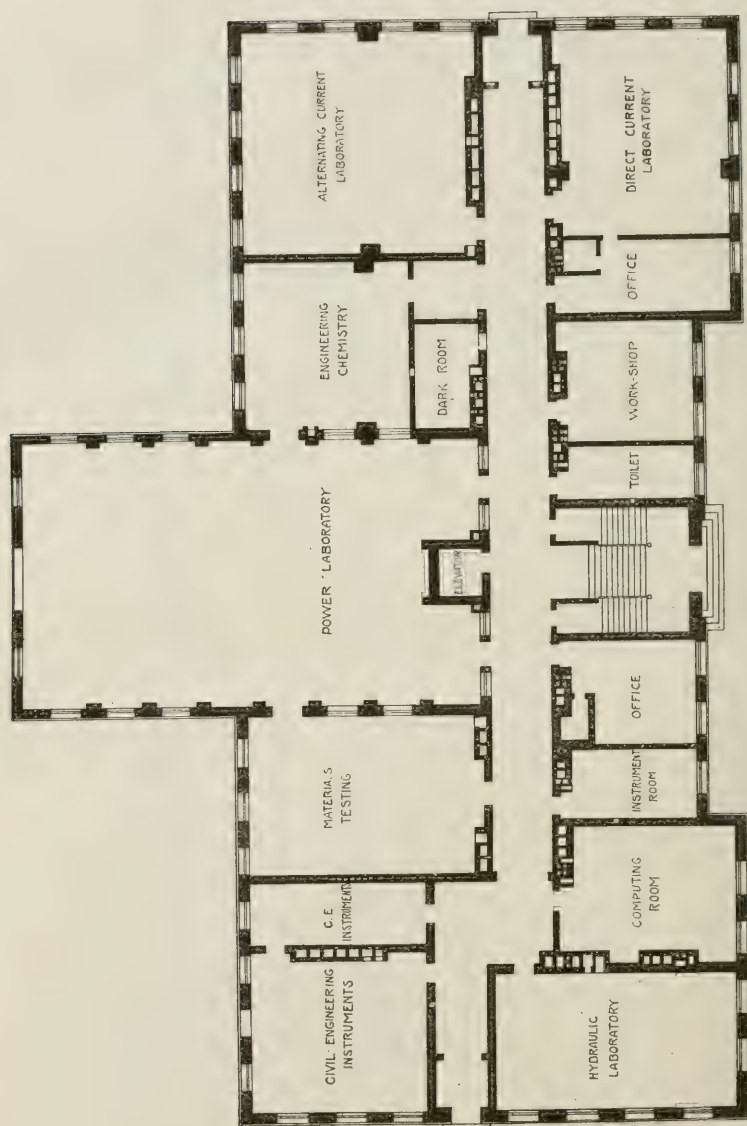 CIVIL-ENGINEERING
INSTRUMENTS
C.E
INSTRUMENTS
MATERIALS
TESTING
POWER LABORATORY
ENGINEERING
CHEMISTRY
DARK ROOM
ALTERNATING CURRENT
LABORATORY
ELEVATOR
HYDRAULIC
LABORATORY
COMPUTING
ROOM
INSTRUMENT
ROOM
OFFICE
TOILET
WORK-SHOP
OFFICE
DIRECT CURRENT
LABORATORY